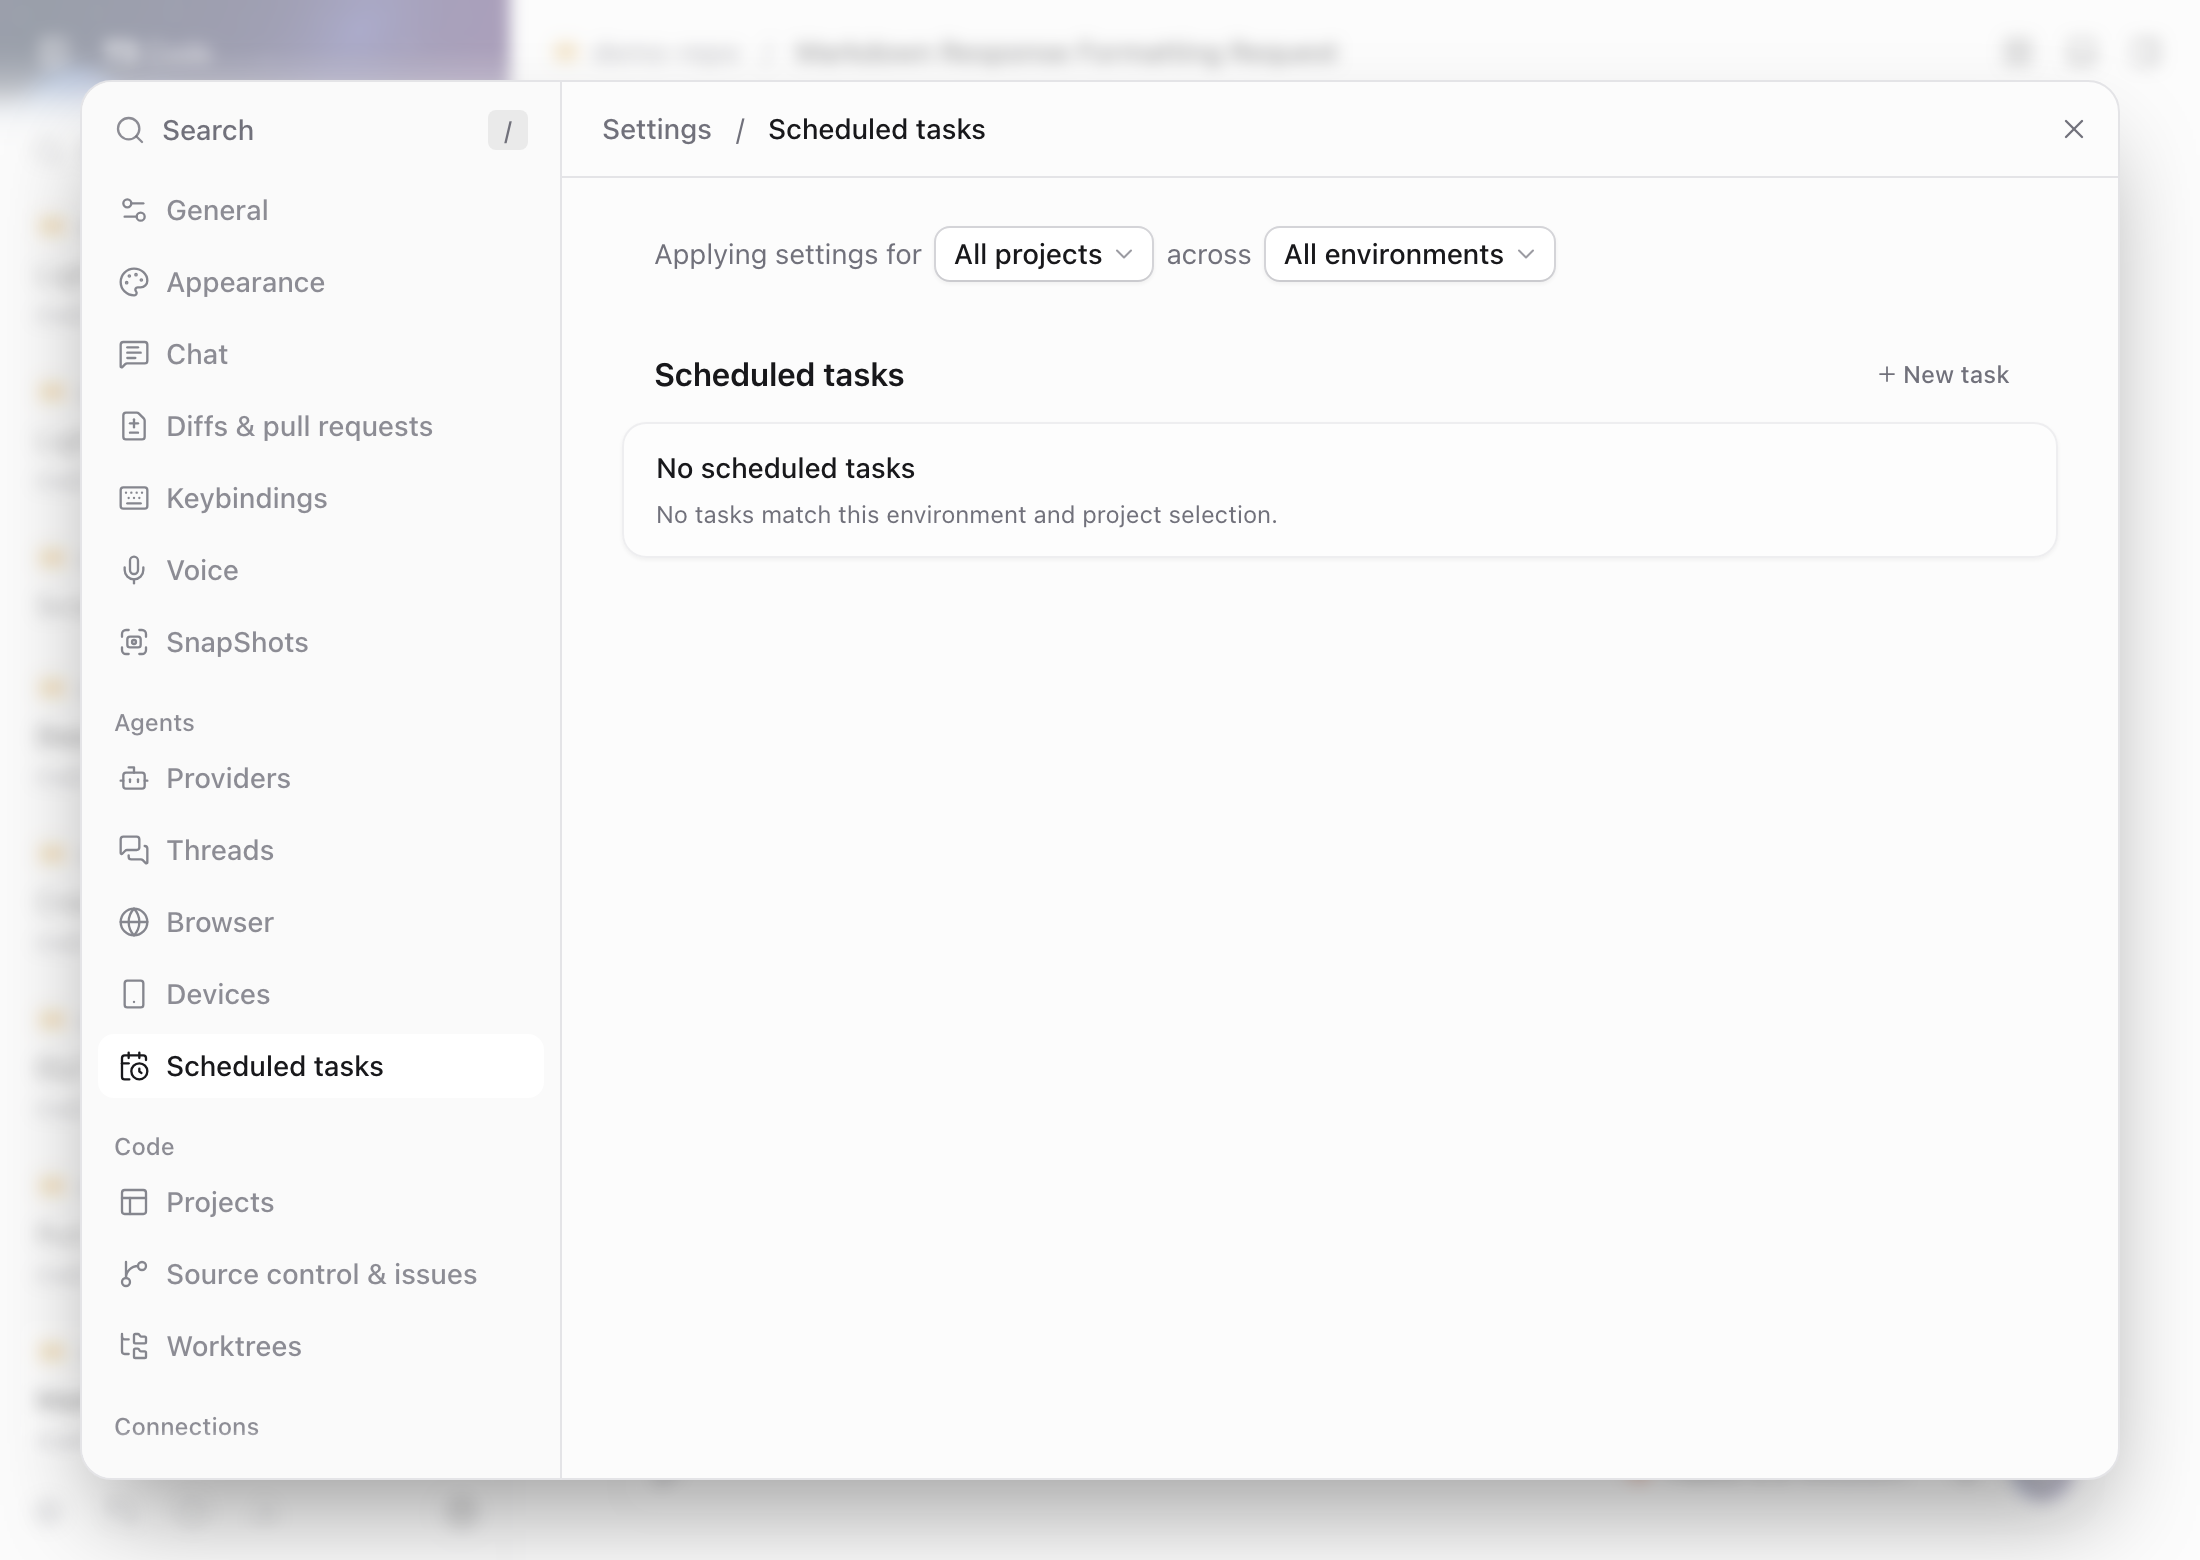 Search /
General
Appearance
Chat
Diffs & pull requests
Keybindings
Voice
SnapShots
Agents
Providers
Threads
Browser
Devices
Scheduled tasks
Code
Projects
Source control & issues
Worktrees
Connections
Settings / Scheduled tasks
Applying settings for All projects across All environments
Scheduled tasks
+ New task
No scheduled tasks
No tasks match this environment and project selection.